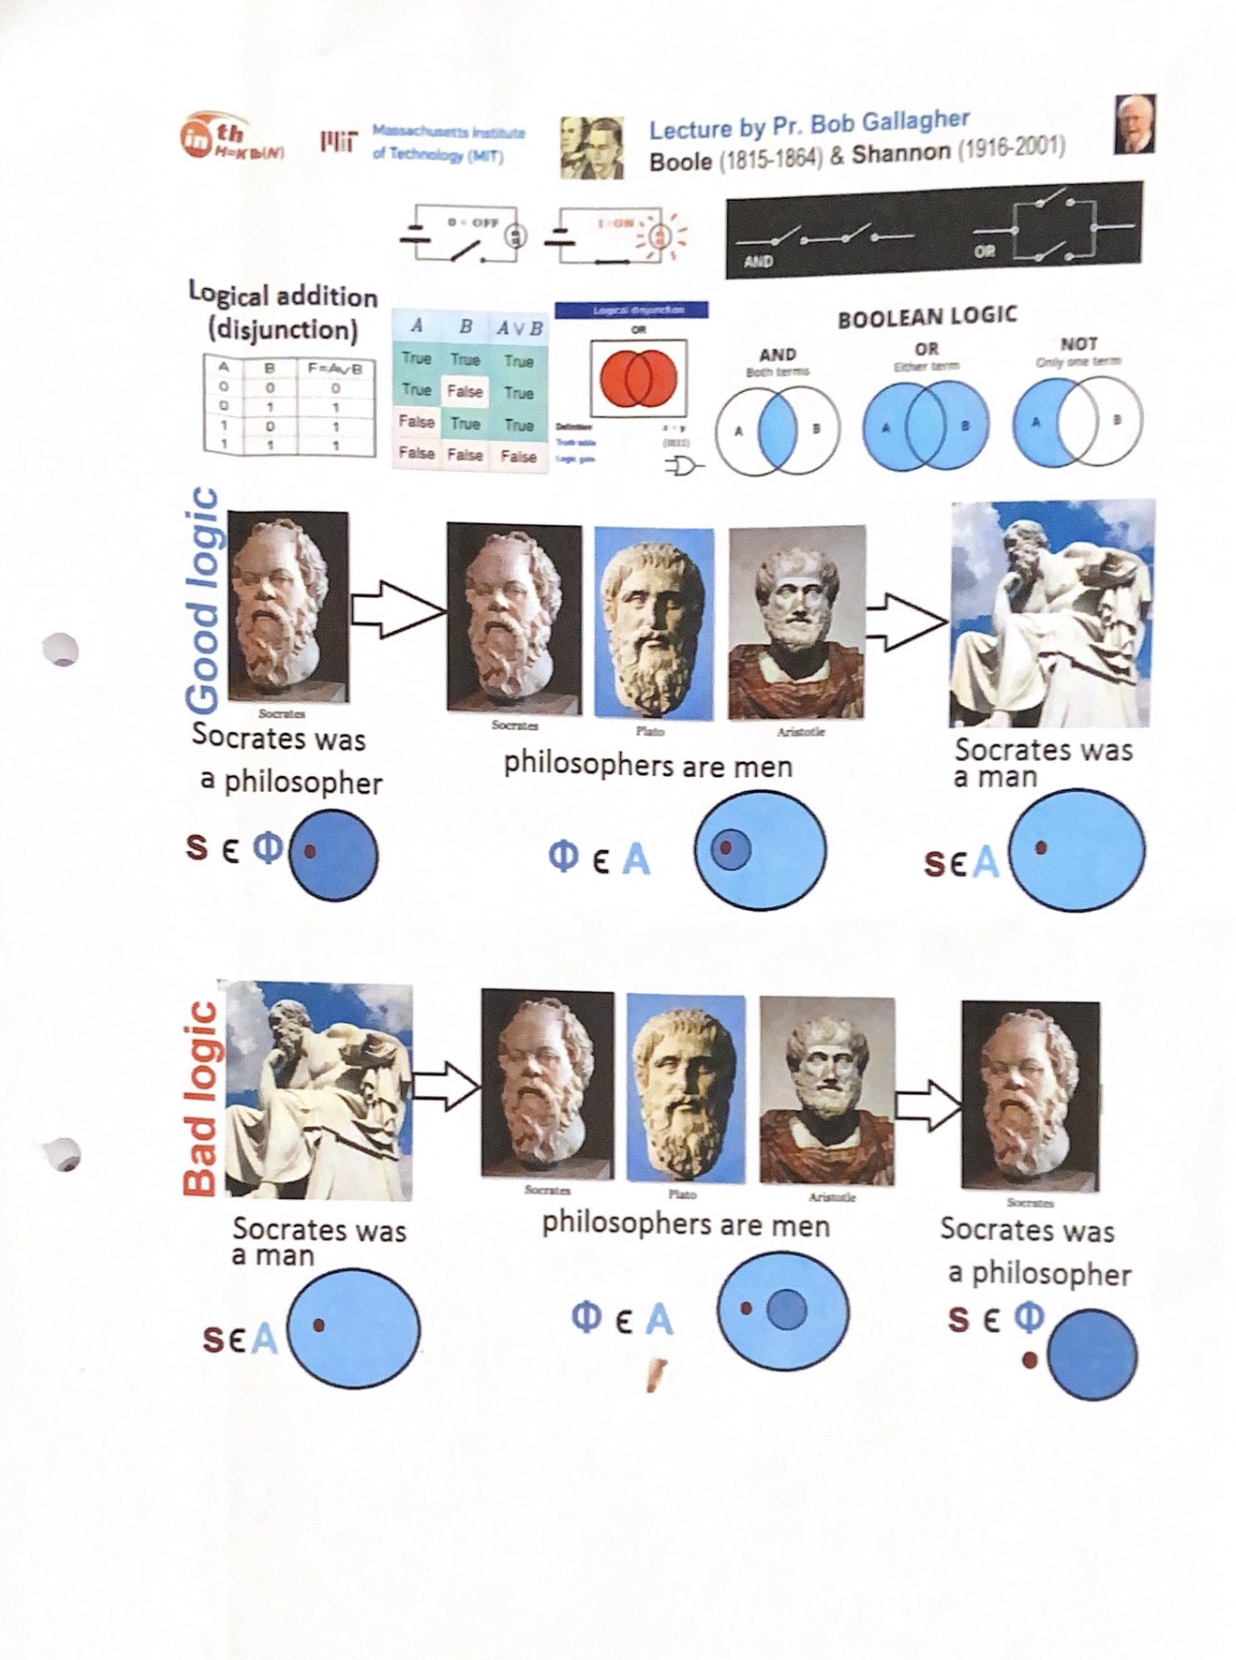 in th
H=K ln(N)
MiT
Massachusetts Institute
of Technology (MIT)
Lecture by Pr. Bob Gallagher
Boole (1815-1864) & Shannon (1916-2001)
0 = OFF
1=ON
AND
OR
Logical addition
(disjunction)
A B F=A∨B
0 0 0
0 1 1
1 0 1
1 1 1
A B A∨B
True True True
True False True
False True True
False False False
Logical disjunction
OR
Definition x + y
Truth table
Logic gate
BOOLEAN LOGIC
AND
Both terms
A B
OR
Either term
A B
NOT
Only one term
A B
Good logic
Socrates
Socrates
Plato
Aristotle
Socrates was
a philosopher
philosophers are men
Socrates was
a man
S ϵ Φ
Φ ϵ A
SϵA
Bad logic
Socrates
Plato
Aristotle
Socrates
Socrates was
a man
philosophers are men
Socrates was
a philosopher
SϵA
Φ ϵ A
S ϵ Φ